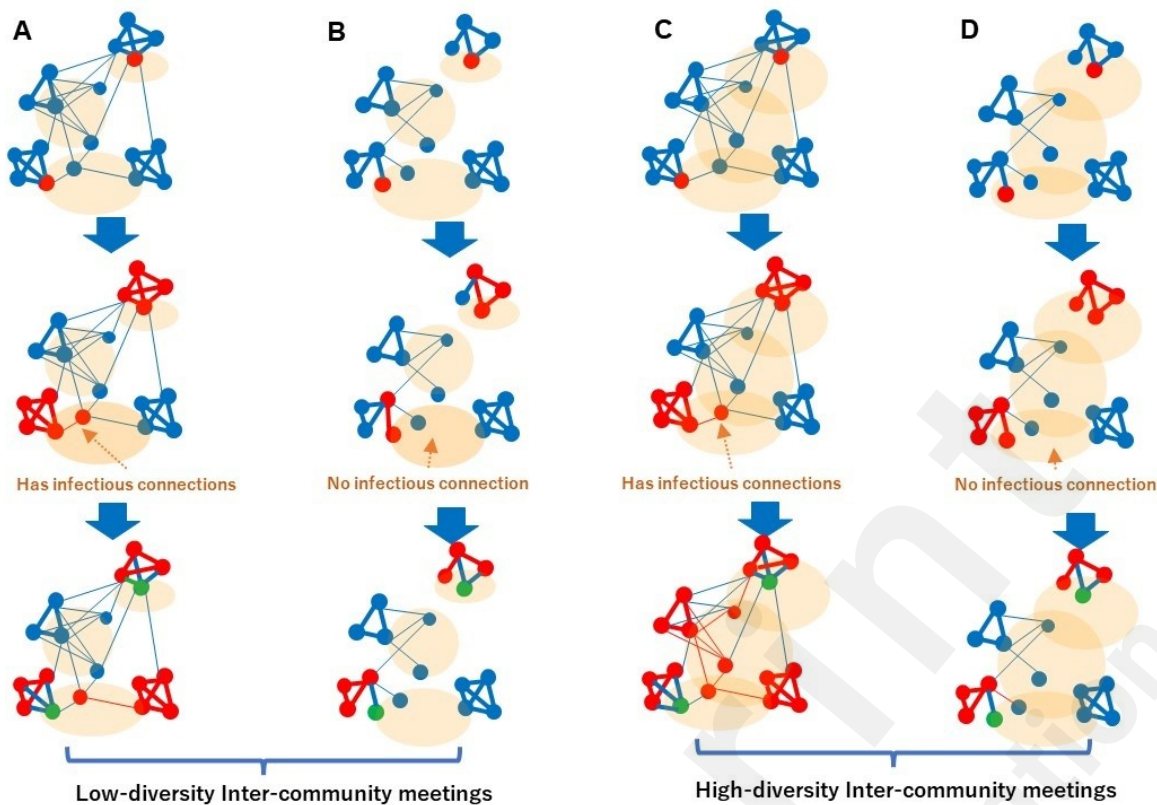 A
B
C
D
Has infectious connections
No infectious connection
Has infectious connections
No infectious connection
Low-diversity Inter-community meetings
High-diversity Inter-community meetings